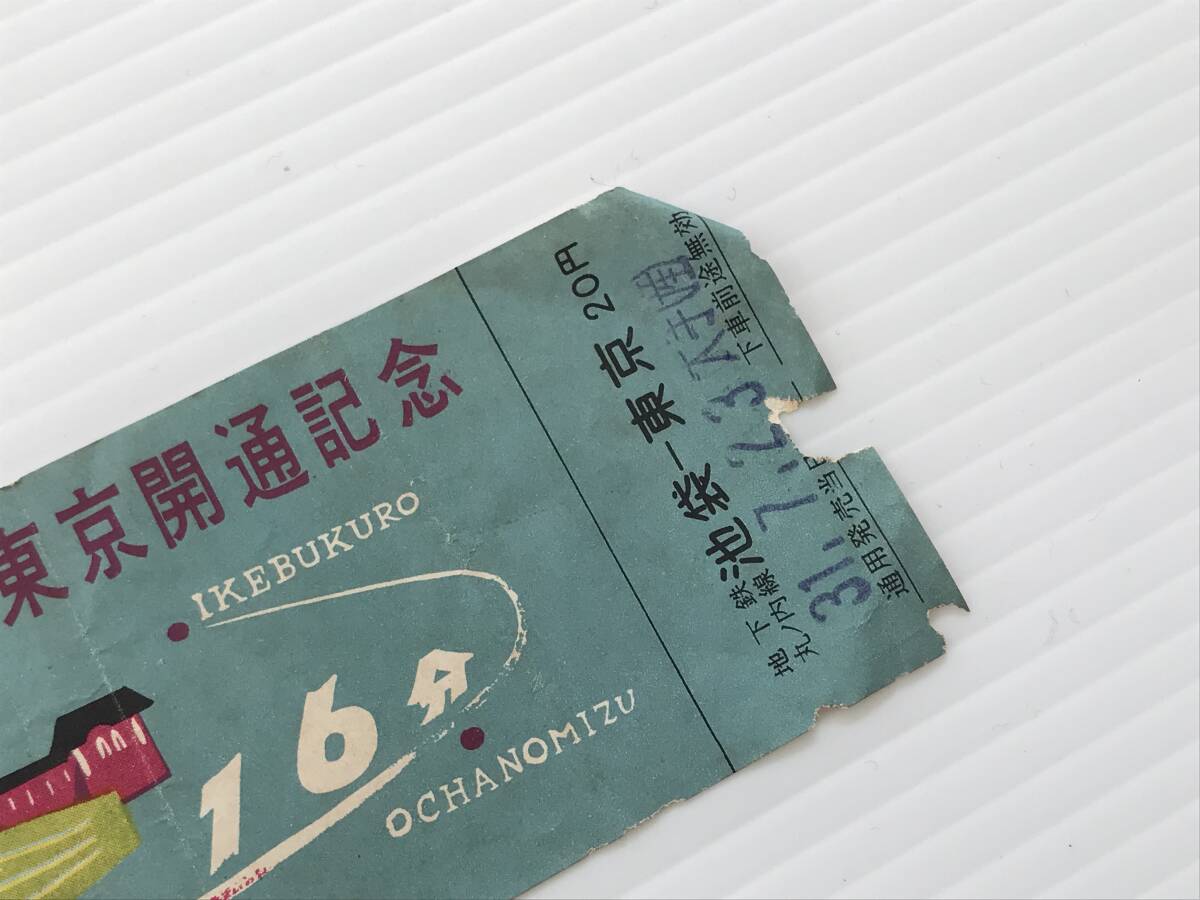 東京開通記念
IKEBUKURO
16分
OCHANOMIZU
地下鉄
丸ノ内線
池袋―東京 20円
31.7.23
通用発売当日
下車前途無効